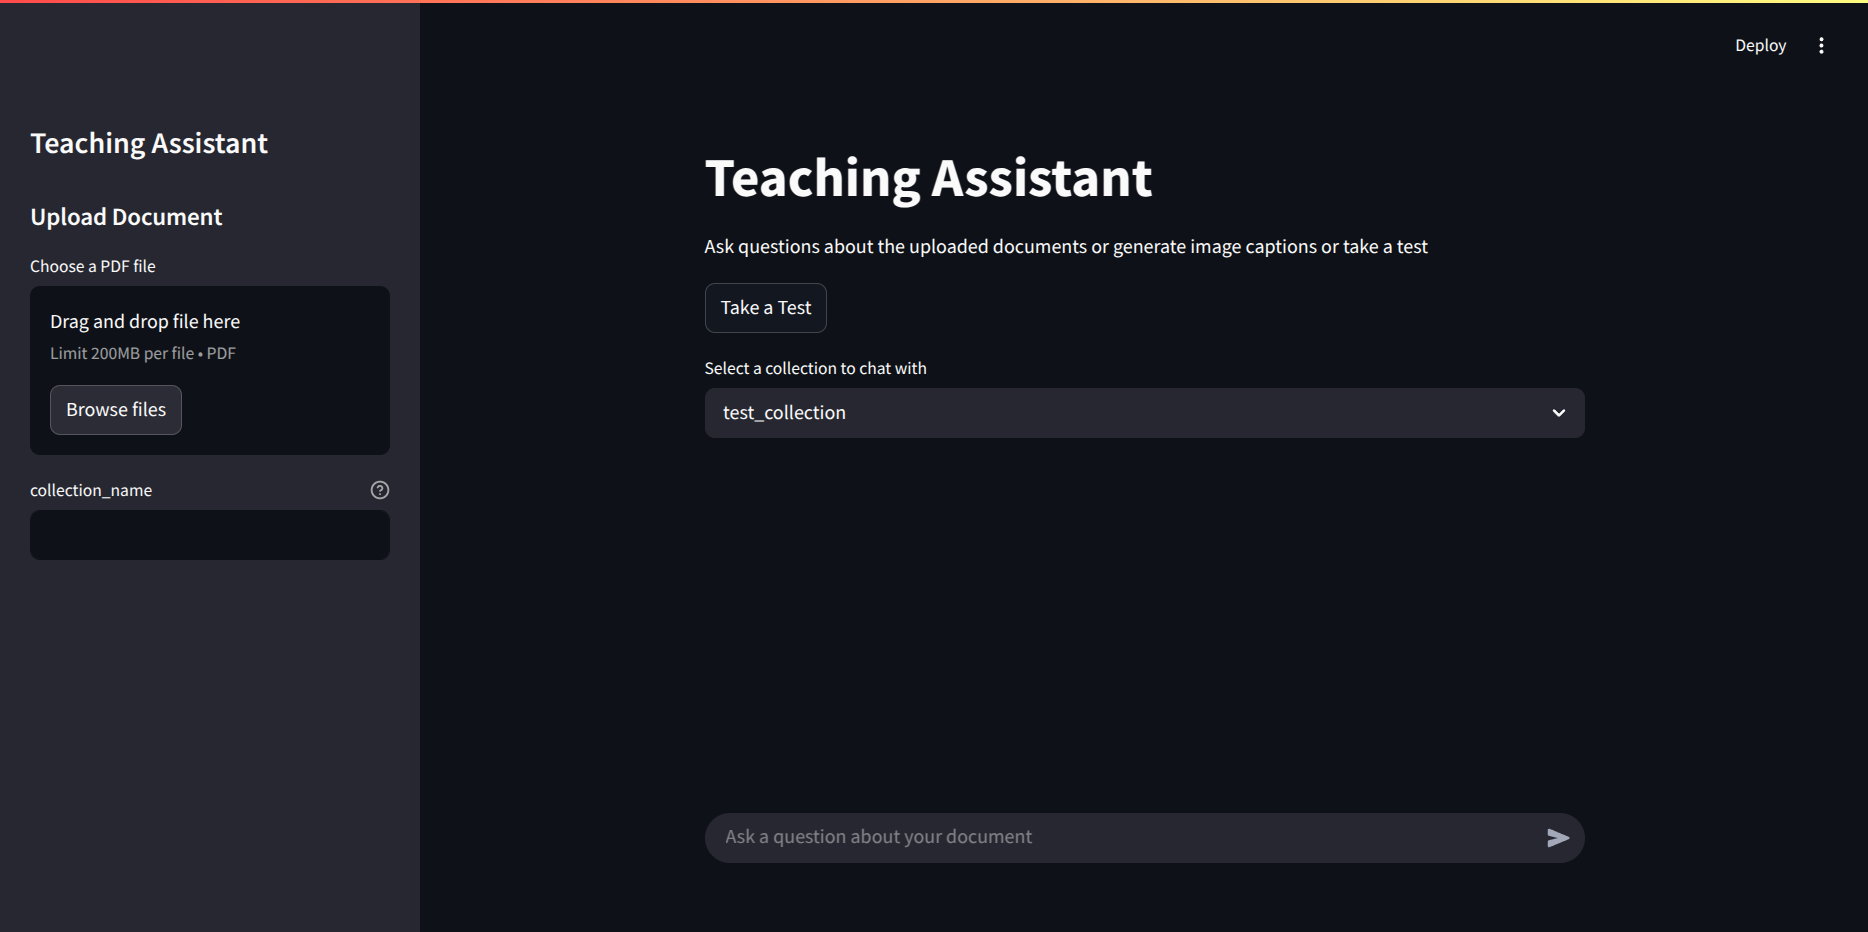 Deploy
Teaching Assistant
Upload Document
Choose a PDF file
Drag and drop file here
Limit 200MB per file • PDF
Browse files
collection_name
Teaching Assistant
Ask questions about the uploaded documents or generate image captions or take a test
Take a Test
Select a collection to chat with
test_collection
Ask a question about your document